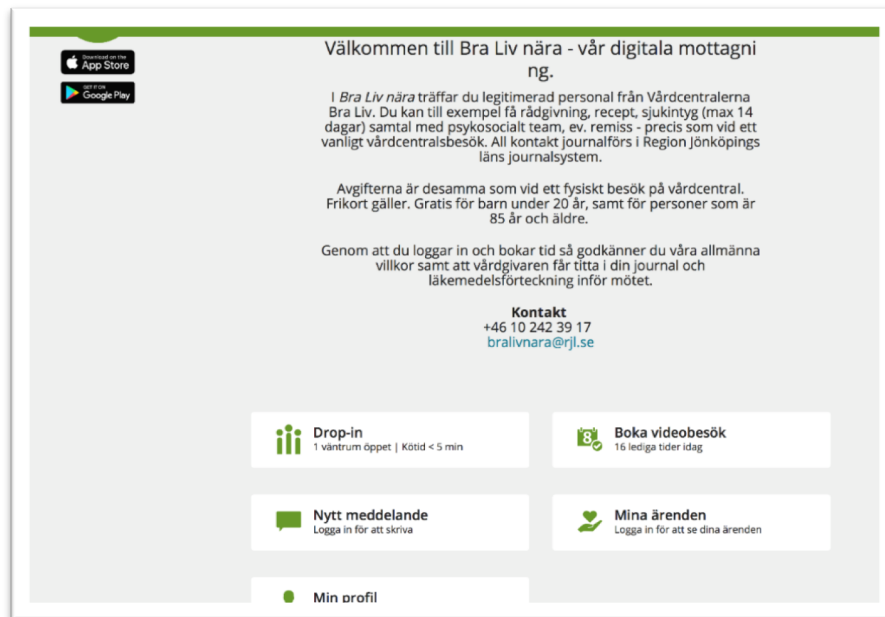 Download on the
App Store
GET IT ON
Google Play
Välkommen till Bra Liv nära - vår digitala mottagni
ng.
I Bra Liv nära träffar du legitimerad personal från Vårdcentralerna
Bra Liv. Du kan till exempel få rådgivning, recept, sjukintyg (max 14
dagar) samtal med psykosocialt team, ev. remiss - precis som vid ett
vanligt vårdcentralsbesök. All kontakt journalförs i Region Jönköpings
läns journalsystem.
Avgifterna är desamma som vid ett fysiskt besök på vårdcentral.
Frikort gäller. Gratis för barn under 20 år, samt för personer som är
85 år och äldre.
Genom att du loggar in och bokar tid så godkänner du våra allmänna
villkor samt att vårdgivaren får titta i din journal och
läkemedelsförteckning inför mötet.
Kontakt
+46 10 242 39 17
bralivnara@rjl.se
Drop-in
1 väntrum öppet | Kötid < 5 min
8
Boka videobesök
16 lediga tider idag
Nytt meddelande
Logga in för att skriva
Mina ärenden
Logga in för att se dina ärenden
Min profil